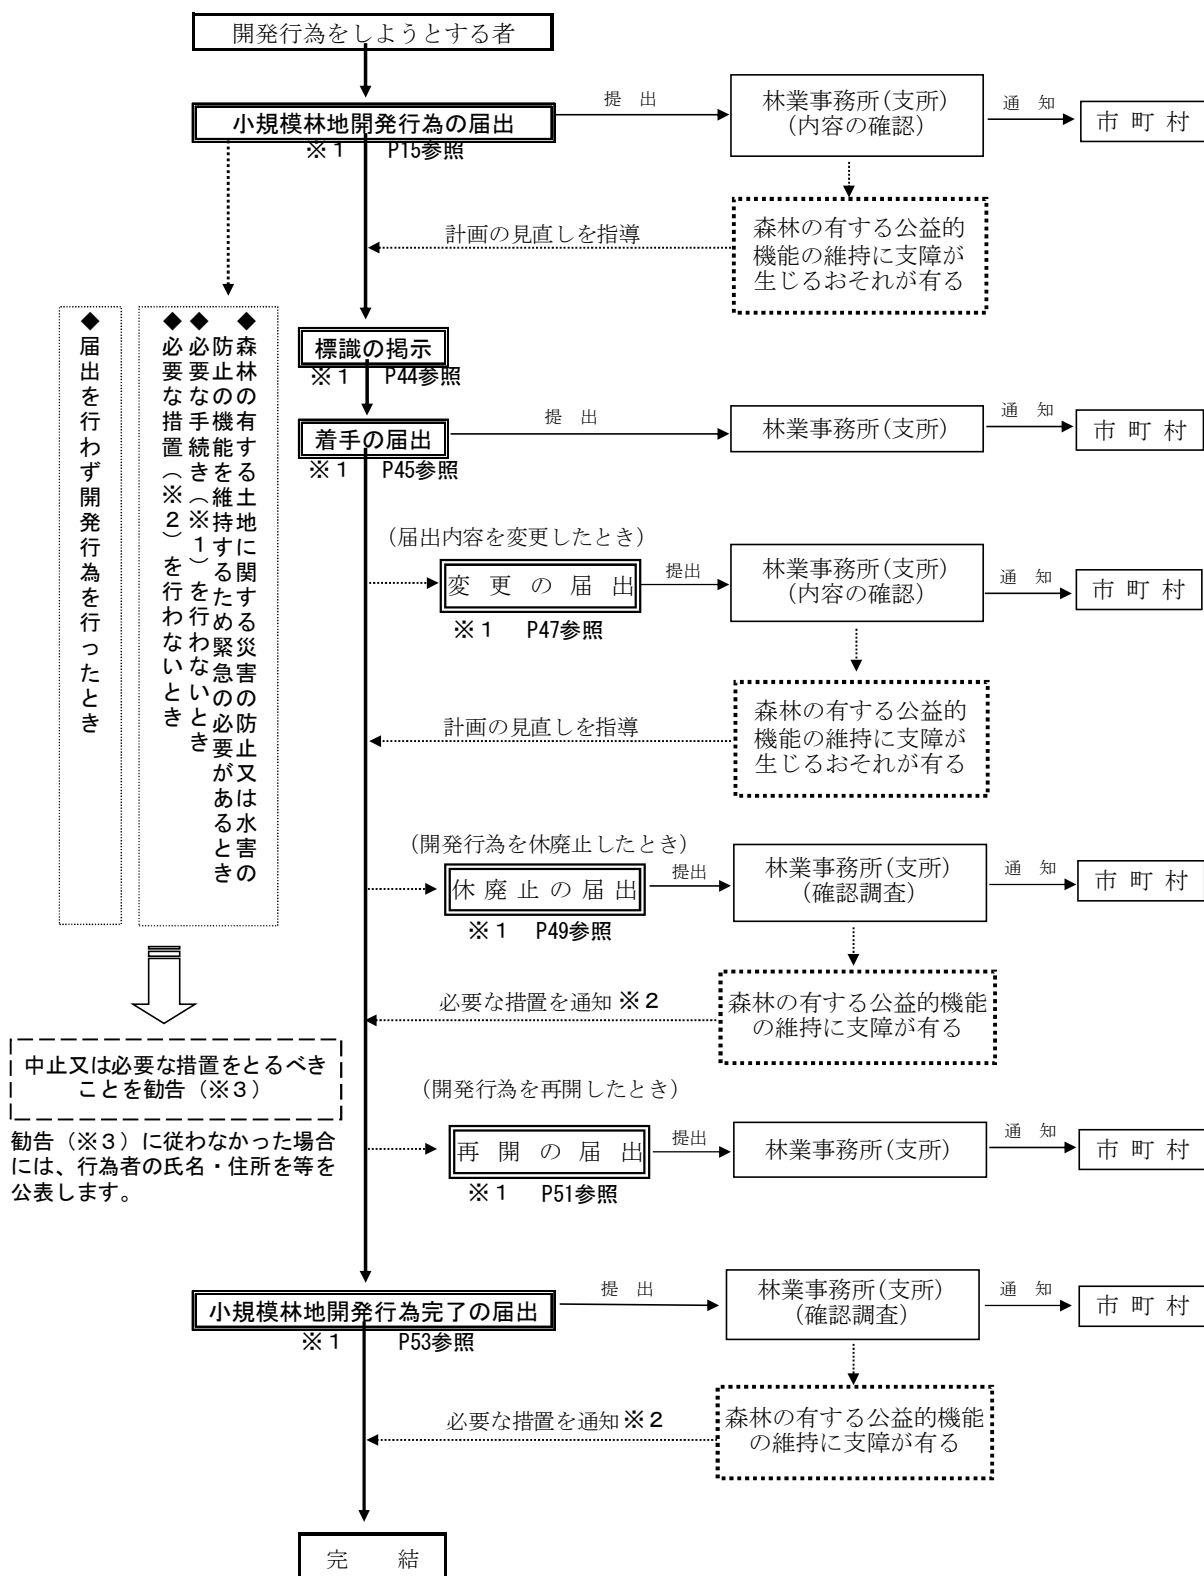 開発行為をしようとする者
小規模林地開発行為の届出
※１　P15参照
提　出
林業事務所(支所)
(内容の確認)
通　知
市 町 村
森林の有する公益的
機能の維持に支障が
生じるおそれが有る
計画の見直しを指導
標識の掲示
※１　P44参照
着手の届出
※１　P45参照
提　出
林業事務所(支所)
通　知
市 町 村
(届出内容を変更したとき)
変 更 の 届 出
※１　P47参照
提出
林業事務所(支所)
(内容の確認)
通　知
市 町 村
森林の有する公益的
機能の維持に支障が
生じるおそれが有る
計画の見直しを指導
◆森林の有する土地に関する災害の防止又は水害の
防止の機能を維持するため緊急の必要があるとき
◆必要な手続き（※１）を行わないとき
◆必要な措置（※２）を行わないとき
◆届出を行わず開発行為を行ったとき
中止又は必要な措置をとるべき
ことを勧告（※３）
勧告（※３）に従わなかった場合
には、行為者の氏名・住所を等を
公表します。
(開発行為を休廃止したとき)
休 廃 止 の 届 出
※１　P49参照
提出
林業事務所(支所)
(確認調査)
通　知
市 町 村
森林の有する公益的機能
の維持に支障が有る
必要な措置を通知※２
(開発行為を再開したとき)
再 開 の 届 出
※１　P51参照
提出
林業事務所(支所)
通　知
市 町 村
小規模林地開発行為完了の届出
※１　P53参照
提　出
林業事務所(支所)
(確認調査)
通　知
市 町 村
森林の有する公益的機能
の維持に支障が有る
必要な措置を通知※２
完　　結